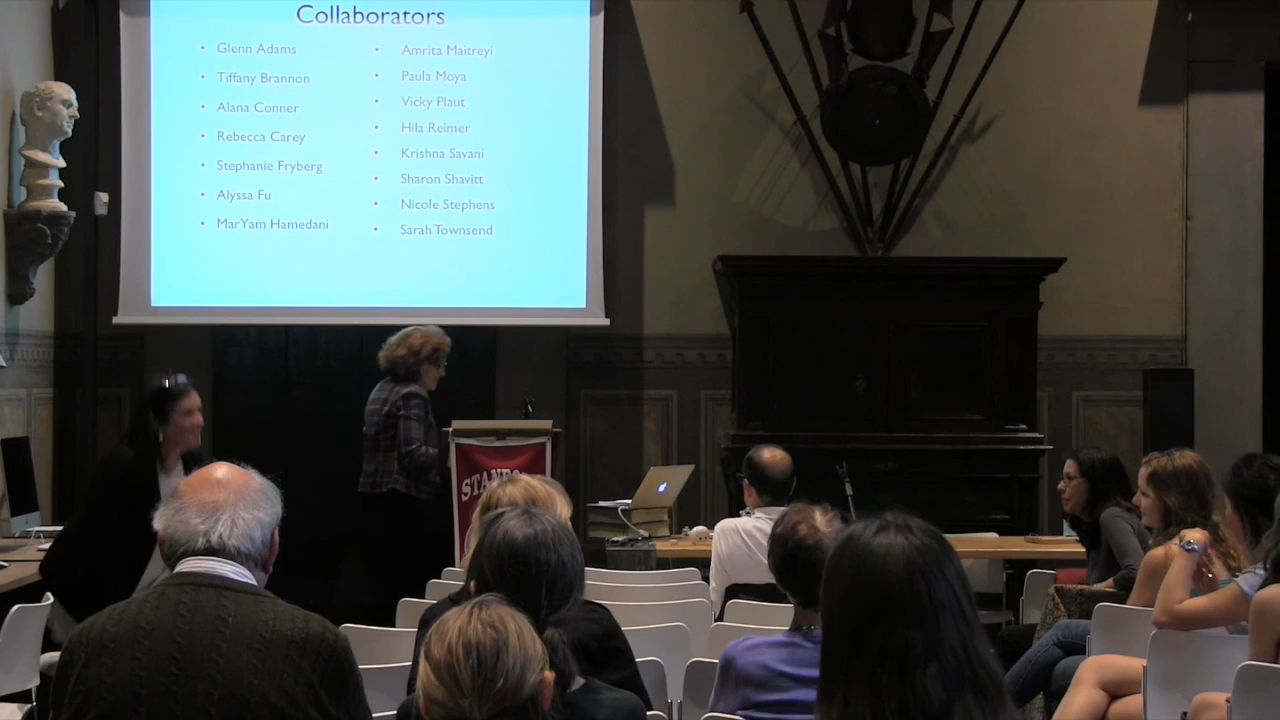 Collaborators
• Glenn Adams
• Tiffany Brannon
• Alana Conner
• Rebecca Carey
• Stephanie Fryberg
• Alyssa Fu
• MarYam Hamedani
• Amrita Maitreyi
• Paula Moya
• Vicky Plaut
• Hila Reimer
• Krishna Savani
• Sharon Shavitt
• Nicole Stephens
• Sarah Townsend